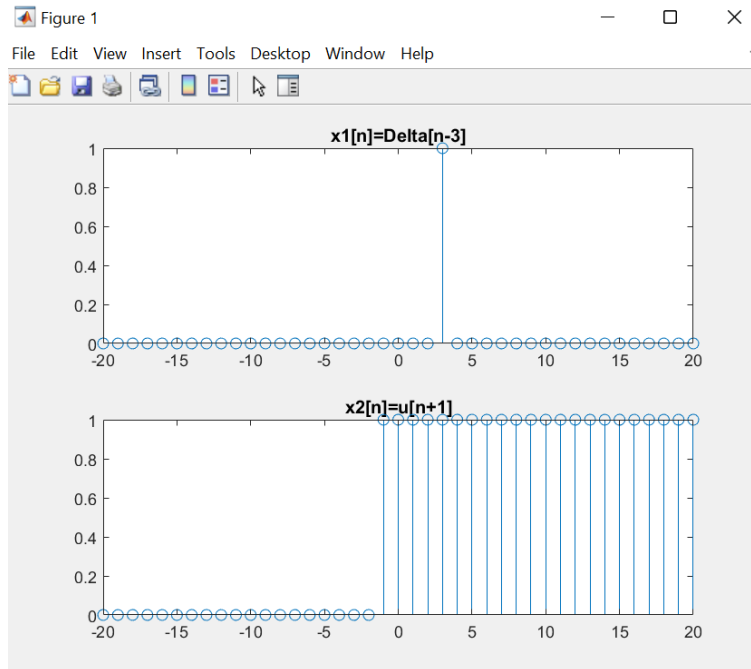 Figure 1
File Edit View Insert Tools Desktop Window Help
x1[n]=Delta[n-3]
1
0.8
0.6
0.4
0.2
0
-20 -15 -10 -5 0 5 10 15 20
x2[n]=u[n+1]
1
0.8
0.6
0.4
0.2
0
-20 -15 -10 -5 0 5 10 15 20